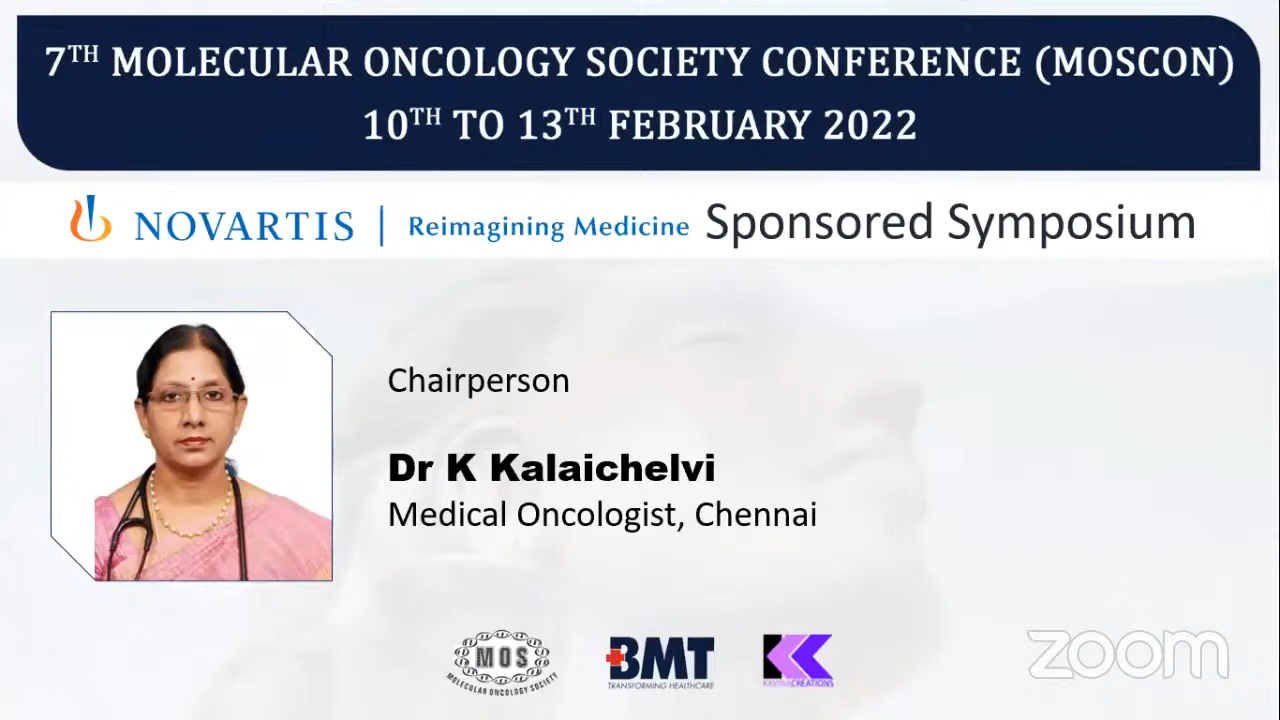 7TH MOLECULAR ONCOLOGY SOCIETY CONFERENCE (MOSCON)
10TH TO 13TH FEBRUARY 2022
NOVARTIS | Reimagining Medicine Sponsored Symposium
Chairperson
Dr K Kalaichelvi
Medical Oncologist, Chennai
MOS
MOLECULAR ONCOLOGY SOCIETY
BMT
TRANSFORMING HEALTHCARE
KAVINACREATIONS
zoom